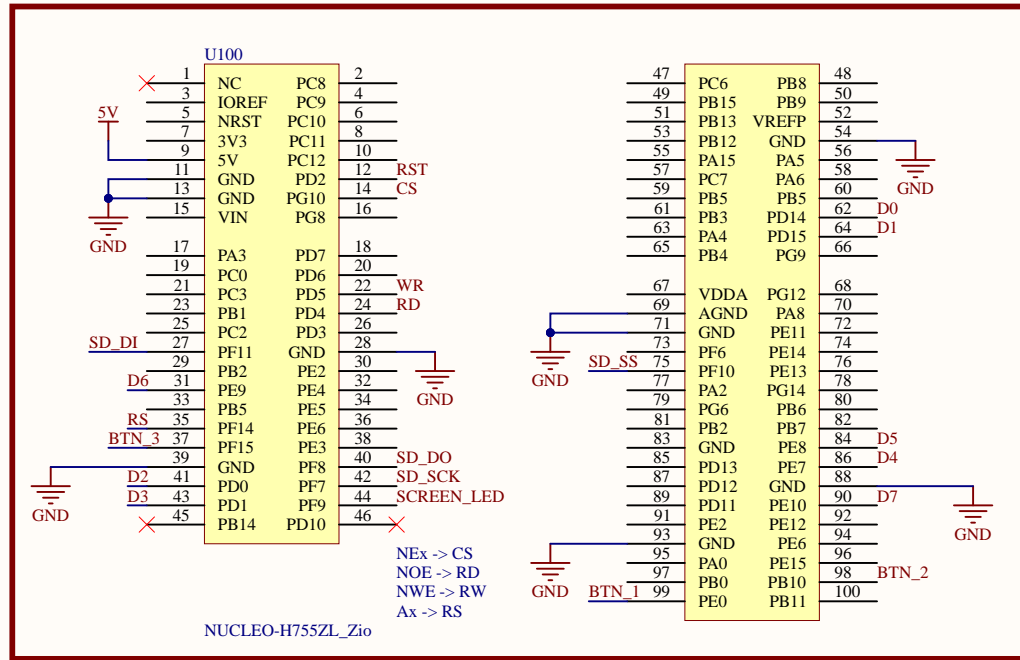 U100
1 NC PC8 2
3 IOREF PC9 4
5 NRST PC10 6
5V
7 3V3 PC11 8
9 5V PC12 10
11 GND PD2 12 RST
13 GND PG10 14 CS
15 VIN PG8 16
GND
17 PA3 PD7 18
19 PC0 PD6 20
21 PC3 PD5 22 WR
23 PB1 PD4 24 RD
25 PC2 PD3 26
SD_DI 27 PF11 GND 28
29 PB2 PE2 30
D6 31 PE9 PE4 32
GND
33 PB5 PE5 34
RS 35 PF14 PE6 36
BTN_3 37 PF15 PE3 38
39 GND PF8 40 SD_DO
D2 41 PD0 PF7 42 SD_SCK
D3 43 PD1 PF9 44 SCREEN_LED
GND
45 PB14 PD10 46
NEx -> CS
NOE -> RD
NWE -> RW
Ax -> RS
NUCLEO-H755ZL_Zio
47 PC6 PB8 48
49 PB15 PB9 50
51 PB13 VREFP 52
53 PB12 GND 54
55 PA15 PA5 56
57 PC7 PA6 58
GND
59 PB5 PB5 60
61 PB3 PD14 62 D0
63 PA4 PD15 64 D1
65 PB4 PG9 66
67 VDDA PG12 68
69 AGND PA8 70
71 GND PE11 72
73 PF6 PE14 74
SD_SS 75 PF10 PE13 76
GND
77 PA2 PG14 78
79 PG6 PB6 80
81 PB2 PB7 82
83 GND PE8 84 D5
85 PD13 PE7 86 D4
87 PD12 GND 88
89 PD11 PE10 90 D7
91 PE2 PE12 92
GND
93 GND PE6 94
95 PA0 PE15 96
97 PB0 PB10 98 BTN_2
GND
BTN_1 99 PE0 PB11 100